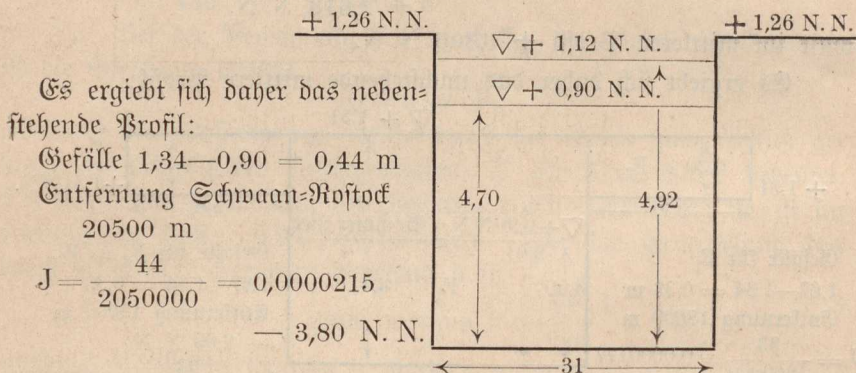 + 1,26 N. N.
+ 1,26 N. N.
▽ + 1,12 N. N.
▽ + 0,90 N. N.
Es ergiebt sich daher das neben=
stehende Profil:
Gefälle 1,34—0,90 = 0,44 m
Entfernung Schwaan=Rostock
20500 m
J = 44/2050000 = 0,0000215
4,70
4,92
— 3,80 N. N.
31